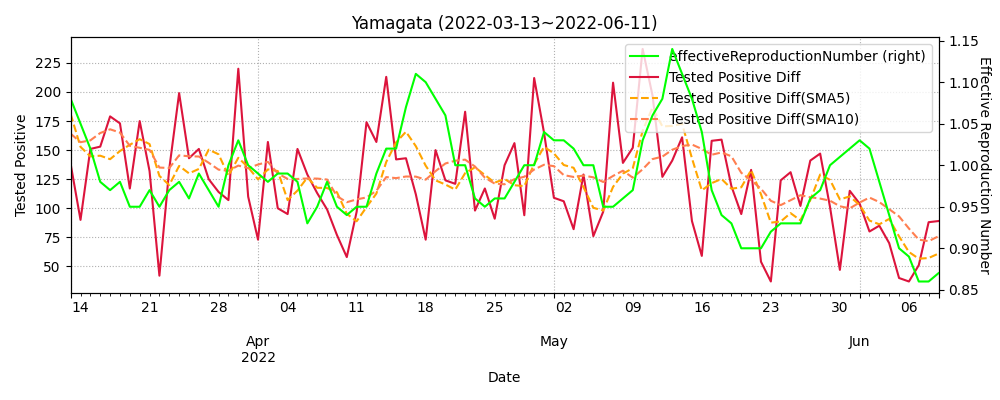 Yamagata (2022-03-13~2022-06-11)
Tested Positive
225
200
175
150
125
100
75
50
effectiveReproductionNumber (right)
Tested Positive Diff
Tested Positive Diff(SMA5)
Tested Positive Diff(SMA10)
1.15
1.10
1.05
1.00
0.95
0.90
0.85
Effective Reproduction Number
14 21 28 04 11 18 25 02 09 16 23 30 06
Apr May Jun
2022
Date